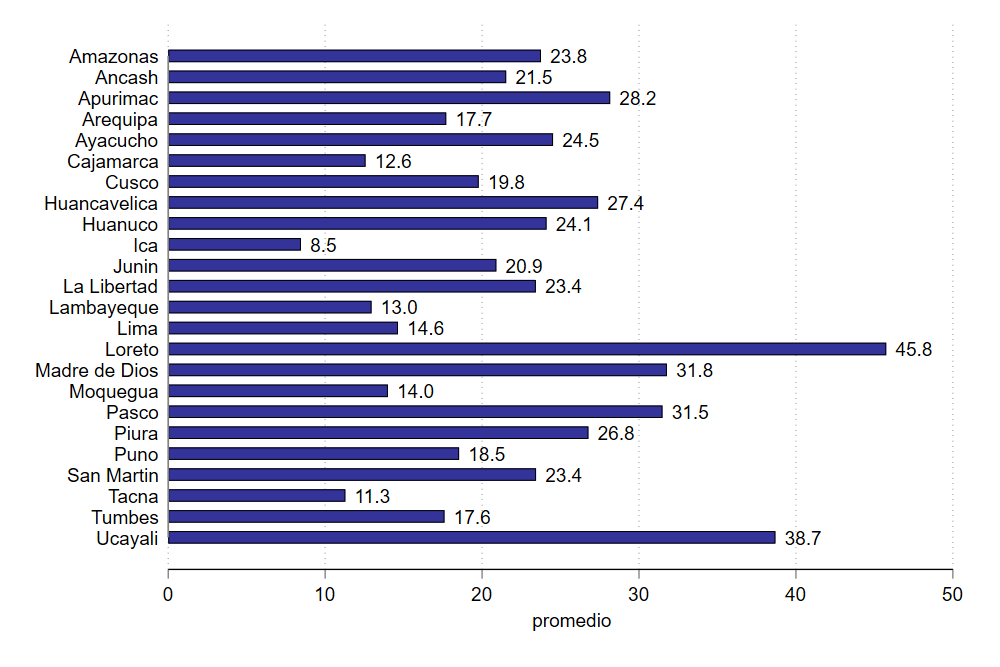 Amazonas 23.8
Ancash 21.5
Apurimac 28.2
Arequipa 17.7
Ayacucho 24.5
Cajamarca 12.6
Cusco 19.8
Huancavelica 27.4
Huanuco 24.1
Ica 8.5
Junin 20.9
La Libertad 23.4
Lambayeque 13.0
Lima 14.6
Loreto 45.8
Madre de Dios 31.8
Moquegua 14.0
Pasco 31.5
Piura 26.8
Puno 18.5
San Martin 23.4
Tacna 11.3
Tumbes 17.6
Ucayali 38.7
0 10 20 30 40 50
promedio